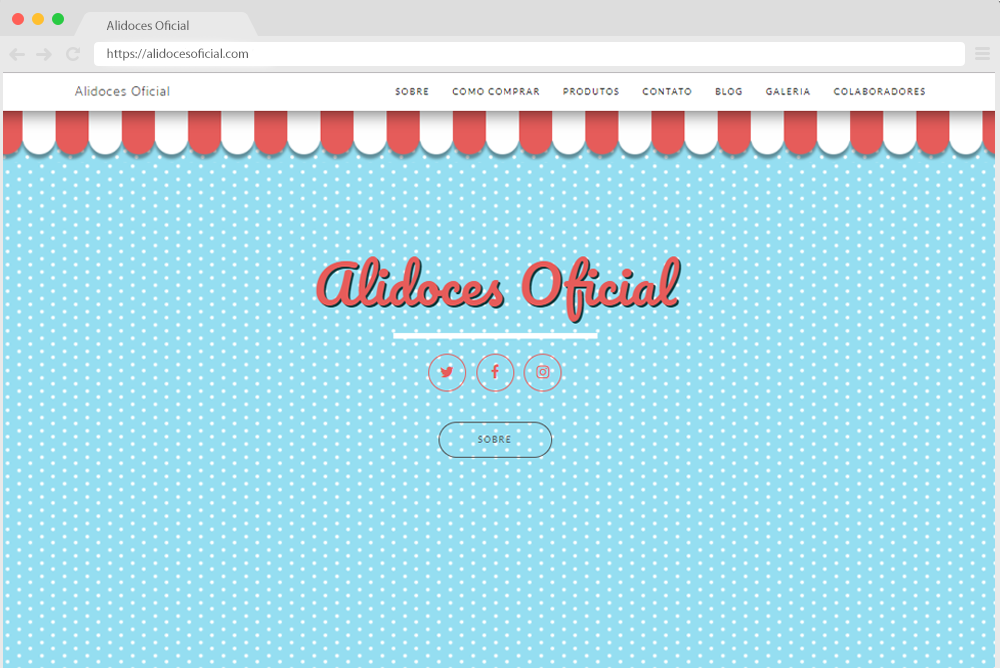 Alidoces Oficial
https://alidocesoficial.com
Alidoces Oficial SOBRE COMO COMPRAR PRODUTOS CONTATO BLOG GALERIA COLABORADORES
Alidoces Oficial
SOBRE